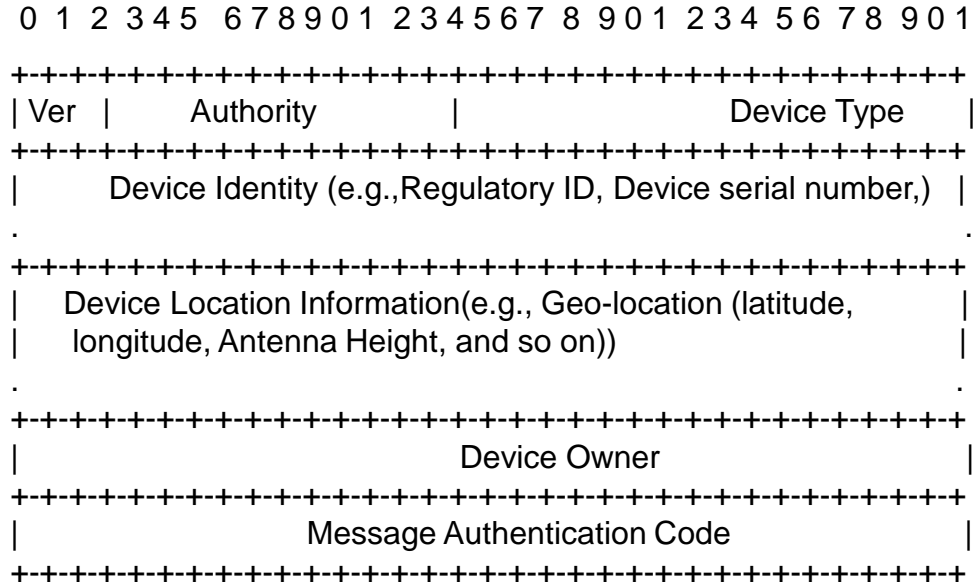 0 1 2 3 4 5 6 7 8 9 0 1 2 3 4 5 6 7 8 9 0 1 2 3 4 5 6 7 8 9 0 1
+-+-+-+-+-+-+-+-+-+-+-+-+-+-+-+-+-+-+-+-+-+-+-+-+-+-+-+-+-+-+-+-+
| Ver | Authority | Device Type |
+-+-+-+-+-+-+-+-+-+-+-+-+-+-+-+-+-+-+-+-+-+-+-+-+-+-+-+-+-+-+-+-+
| Device Identity (e.g.,Regulatory ID, Device serial number,) |
. .
+-+-+-+-+-+-+-+-+-+-+-+-+-+-+-+-+-+-+-+-+-+-+-+-+-+-+-+-+-+-+-+-+
| Device Location Information(e.g., Geo-location (latitude, |
| longitude, Antenna Height, and so on)) |
. .
+-+-+-+-+-+-+-+-+-+-+-+-+-+-+-+-+-+-+-+-+-+-+-+-+-+-+-+-+-+-+-+-+
| Device Owner |
+-+-+-+-+-+-+-+-+-+-+-+-+-+-+-+-+-+-+-+-+-+-+-+-+-+-+-+-+-+-+-+-+
| Message Authentication Code |
+-+-+-+-+-+-+-+-+-+-+-+-+-+-+-+-+-+-+-+-+-+-+-+-+-+-+-+-+-+-+-+-+